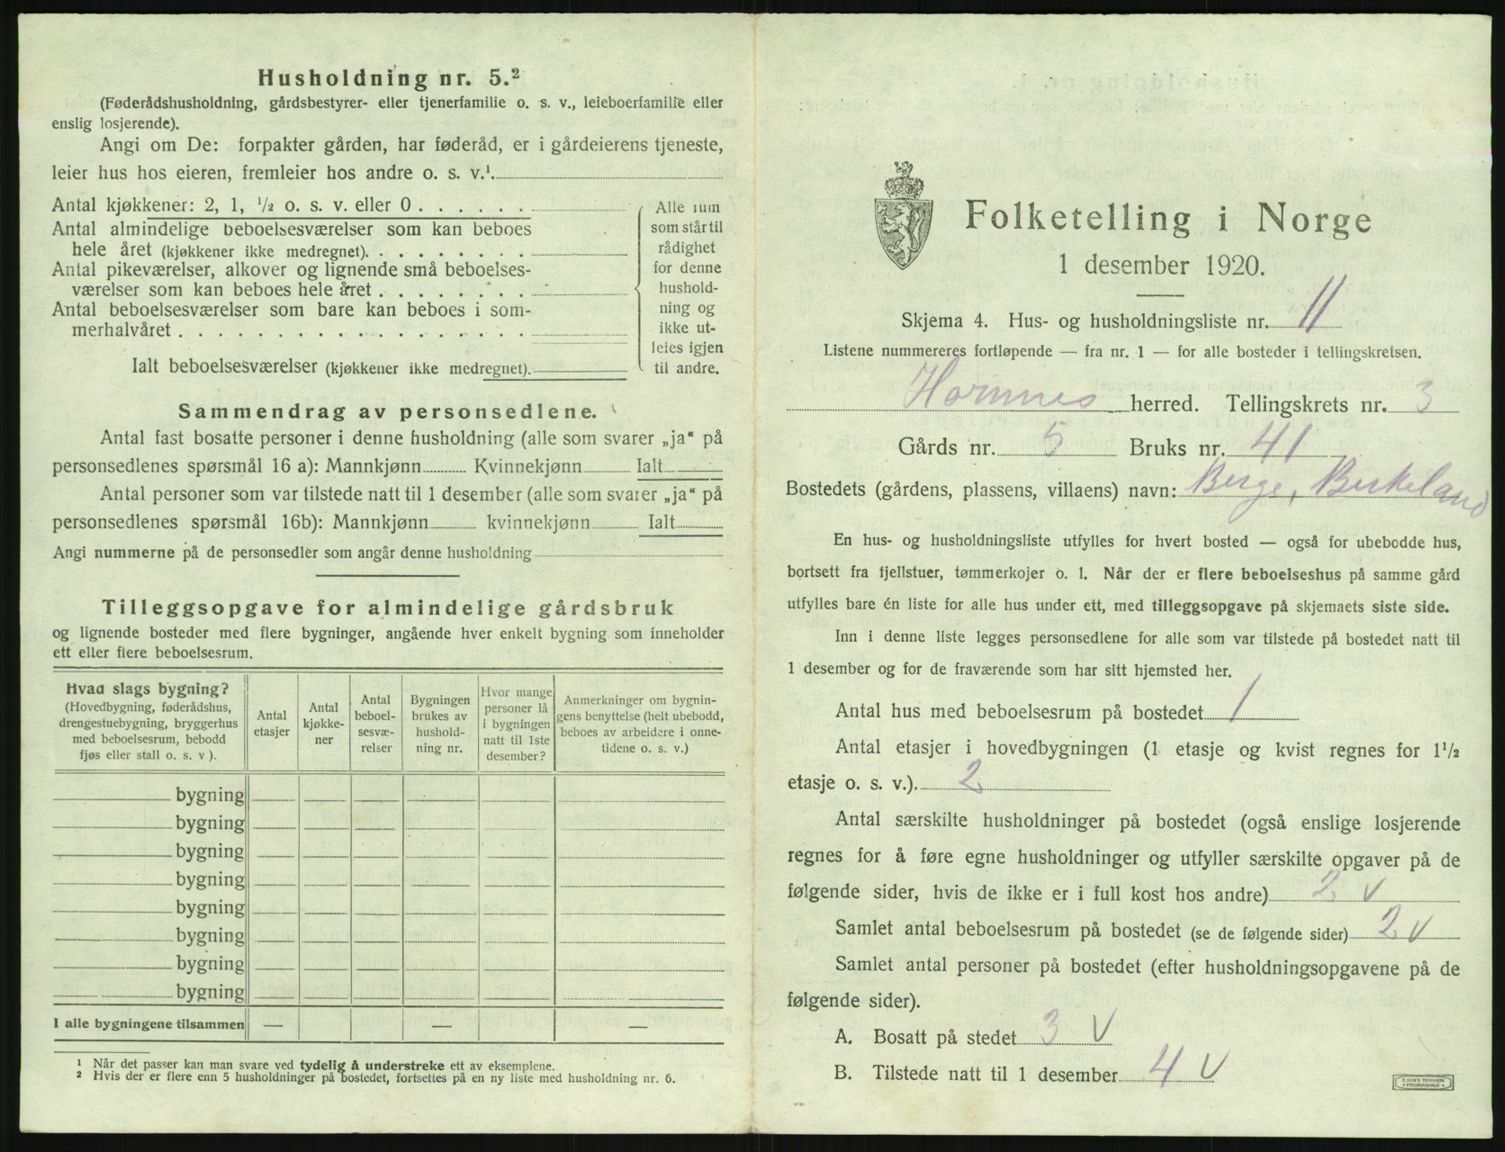 Husholdning nr. 5.²
(Føderådshusholdning, gårdsbestyrer- eller tjenerfamilie o. s. v., leieboerfamilie eller
enslig losjerende).
Angi om De: forpakter gården, har føderåd, er i gårdeierens tjeneste,
leier hus hos eieren, fremleier hos andre o. s. v.¹
Antal kjøkkener: 2, 1, ½ o. s. v. eller 0 . . . . . .
Antal almindelige beboelsesværelser som kan beboes
hele året (kjøkkener ikke medregnet). . . . . . . . .
Antal pikeværelser, alkover og lignende små beboelses-
værelser som kan beboes hele året . . . . . . . .
Antal beboelsesværelser som bare kan beboes i som-
merhalvåret . . . . . . . . . . . . . . . . .
Ialt beboelsesværelser (kjøkkener ikke medregnet).
Alle rum
som står til
rådighet
for denne
hushold-
ning og
ikke ut-
leies igjen
til andre.
Sammendrag av personsedlene.
Antal fast bosatte personer i denne husholdning (alle som svarer „ja“ på
personsedlenes spørsmål 16 a): Mannkjønn Kvinnekjønn Ialt
Antal personer som var tilstede natt til 1 desember (alle som svarer „ja“ på
personsedlenes spørsmål 16b): Mannkjønn kvinnekjønn Ialt
Angi nummerne på de personsedler som angår denne husholdning
Tilleggsopgave for almindelige gårdsbruk
og lignende bosteder med flere bygninger, angående hver enkelt bygning som inneholder
ett eller flere beboelsesrum.
Hvad slags bygning?
(Hovedbygning, føderådshus,
drengestuebygning, bryggerhus
med beboelsesrum, bebodd
fjøs eller stall o. s. v ).
Antal
etasjer
Antal
kjøkke-
ner
Antal
beboel-
sesvæ-
relser
Bygningen
brukes av
hushold-
ning nr.
Hvor mange
personer lå
i bygningen
natt til 1ste
desember?
Anmerkninger om bygnin-
gens benyttelse (helt ubebodd,
beboes av arbeidere i onne-
tidene o. s. v.)
bygning
bygning
bygning
bygning
bygning
bygning
bygning
bygning
I alle bygningene tilsammen — — —
¹ Når det passer kan man svare ved tydelig å understreke ett av eksemplene.
² Hvis der er flere enn 5 husholdninger på bostedet, fortsettes på en ny liste med husholdning nr. 6.
Folketelling i Norge
1 desember 1920.
Skjema 4. Hus- og husholdningsliste nr. 11
Listene nummereres fortløpende — fra nr. 1 — for alle bosteder i tellingskretsen.
Hornnes herred. Tellingskrets nr. 3
Gårds nr. 5 Bruks nr. 41
Bostedets (gårdens, plassens, villaens) navn: Berge, Birkeland
En hus- og husholdningsliste utfylles for hvert bosted — også for ubebodde hus,
bortsett fra fjellstuer, tømmerkojer o. l. Når der er flere beboelseshus på samme gård
utfylles bare én liste for alle hus under ett, med tilleggsopgave på skjemaets siste side.
Inn i denne liste legges personsedlene for alle som var tilstede på bostedet natt til
1 desember og for de fraværende som har sitt hjemsted her.
Antal hus med beboelsesrum på bostedet 1
Antal etasjer i hovedbygningen (1 etasje og kvist regnes for 1½
etasje o. s. v.). 2
Antal særskilte husholdninger på bostedet (også enslige losjerende
regnes for å føre egne husholdninger og utfyller særskilte opgaver på de
følgende sider, hvis de ikke er i full kost hos andre) 2 v
Samlet antal beboelsesrum på bostedet (se de følgende sider) 2 v
Samlet antal personer på bostedet (efter husholdningsopgavene på de
følgende sider).
A. Bosatt på stedet 3 v
B. Tilstede natt til 1 desember 4 v